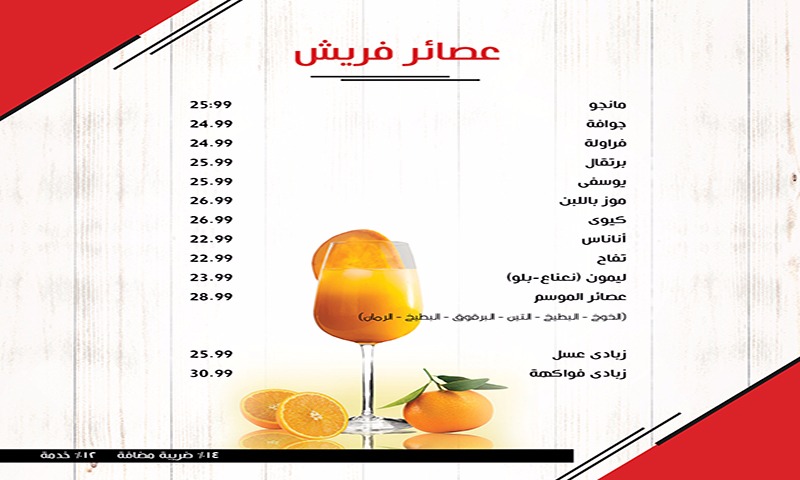 عصائر فريش
مانجو 25:99
جوافة 24.99
فراولة 24.99
برتقال 25.99
يوسفى 25.99
موز باللبن 26.99
كيوى 26.99
أناناس 22.99
تفاح 22.99
ليمون (نعناع-بلو) 23.99
عصائر الموسم 28.99
(الخوخ - البطيخ - التين - البرقوق - البطيخ - الرمان)
زبادى عسل 25.99
زبادى فواكهة 30.99
١٤٪ ضريبة مضافة ١٢٪ خدمة